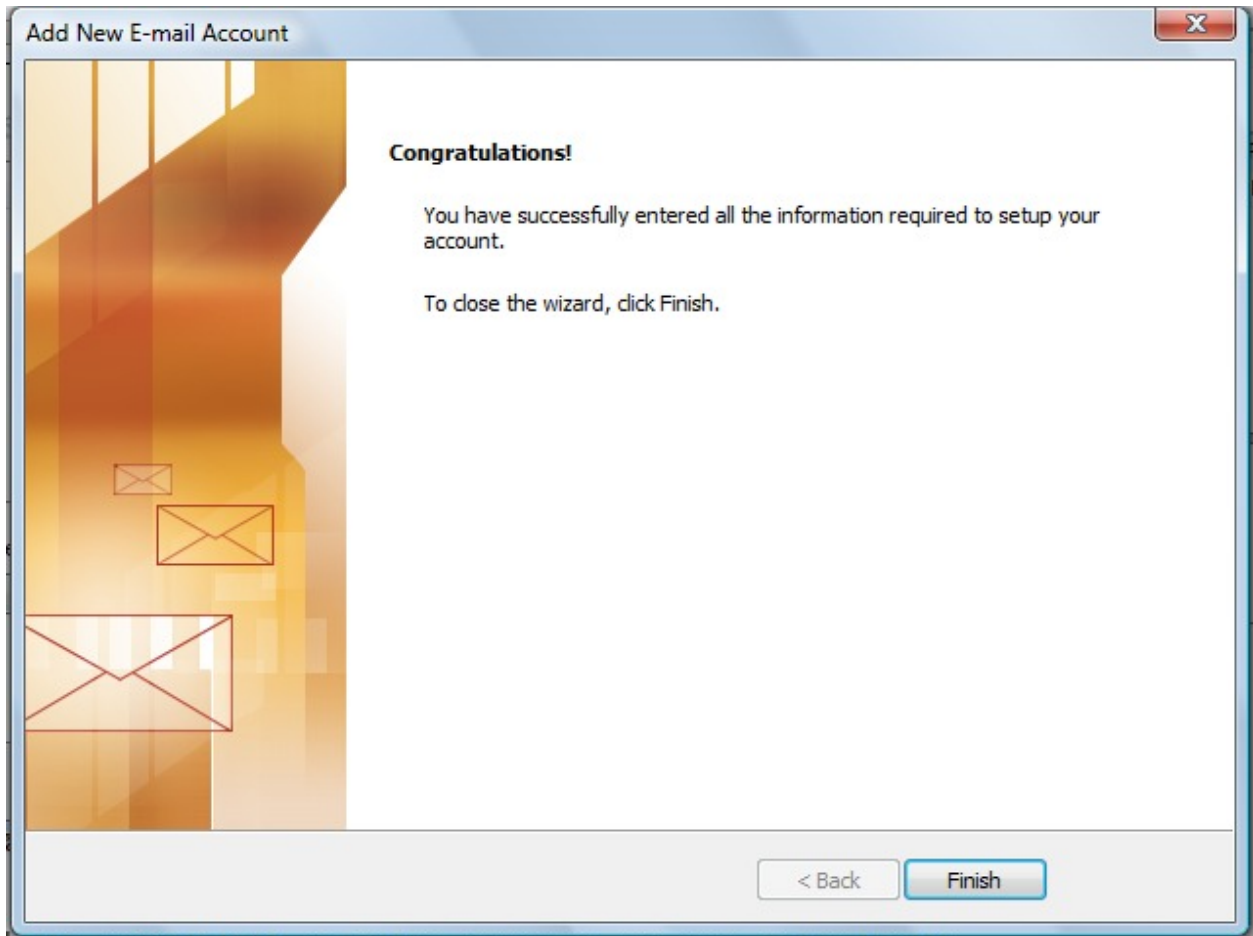 Add New E-mail Account
Congratulations!
You have successfully entered all the information required to setup your
account.
To close the wizard, click Finish.
< Back
Finish